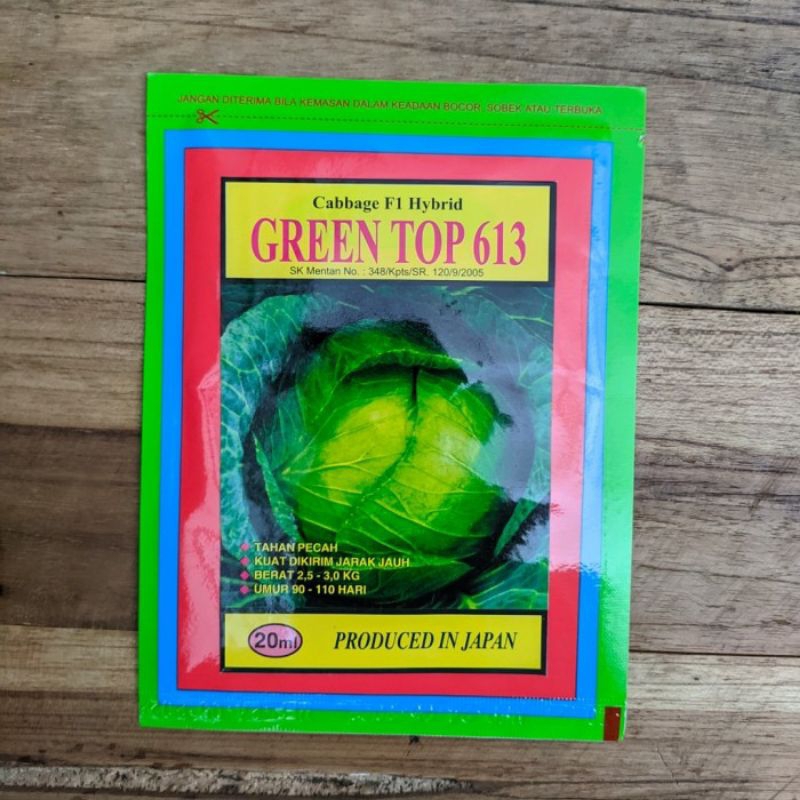 JANGAN DITERIMA BILA KEMASAN DALAM KEADAAN BOCOR, SOBEK ATAU TERBUKA
Cabbage F1 Hybrid
GREEN TOP 613
SK Mentan No. : 348/Kpts/SR. 120/9/2005
TAHAN PECAH
KUAT DIKIRIM JARAK JAUH
BERAT 2,5 - 3,0 KG
UMUR 90 - 110 HARI
20ml
PRODUCED IN JAPAN